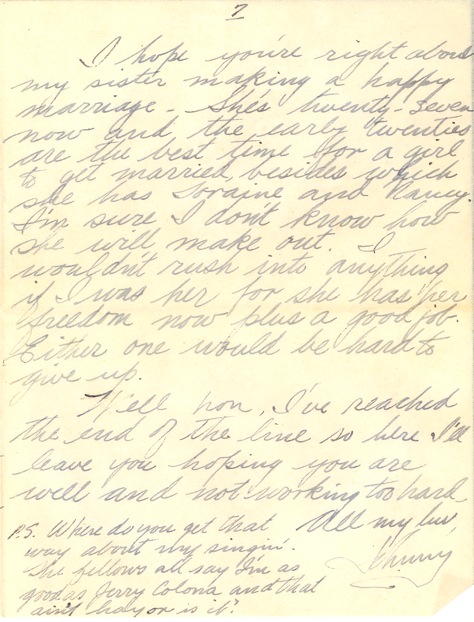 7
I hope you're right about
my sister making a happy
marriage - She's twenty-seven
now and the early twenties
are the best time for a girl
to get married besides which
she has Loraine and Nancy.
I'm sure I don't know how
she will make out. I
wouldn't rush into anything
if I was her for she has her
freedom now plus a good job.
Either one would be hard to
give up.
Well hon, I've reached
the end of the line so here I'll
leave you hoping you are
well and not working too hard
All my luv,
Johnny
P.S. Where do you get that
way about my singin'.
The fellows all say I'm as
good as Jerry Colona and that
ain't hay or is it?